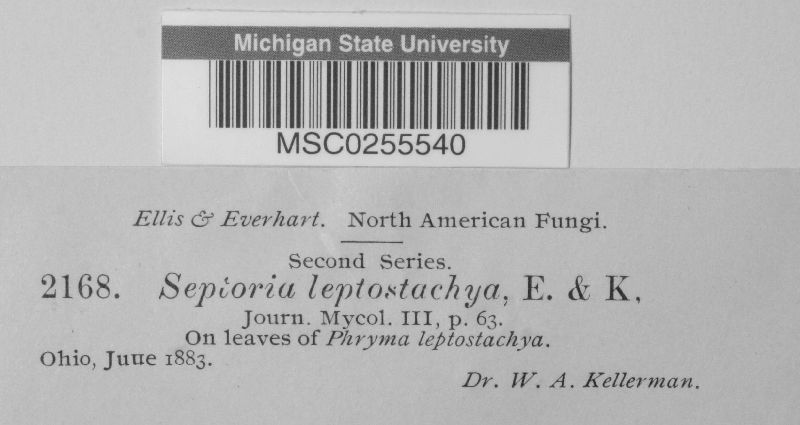 Michigan State University
MSC0255540
Ellis & Everhart. North American Fungi.
Second Series.
2168. Septoria leptostachya, E. & K,
Journ. Mycol. III, p. 63.
On leaves of Phryma leptostachya.
Ohio, June 1883.
Dr. W. A. Kellerman.